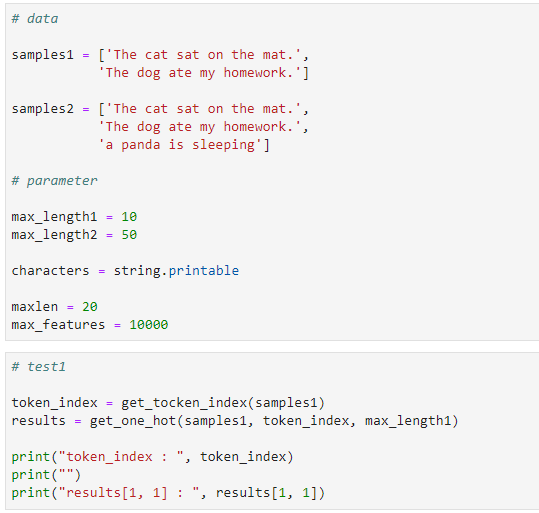 # data
samples1 = ['The cat sat on the mat.',
'The dog ate my homework.']
samples2 = ['The cat sat on the mat.',
'The dog ate my homework.',
'a panda is sleeping']
# parameter
max_length1 = 10
max_length2 = 50
characters = string.printable
maxlen = 20
max_features = 10000
# test1
token_index = get_tocken_index(samples1)
results = get_one_hot(samples1, token_index, max_length1)
print("token_index : ", token_index)
print("")
print("results[1, 1] : ", results[1, 1])